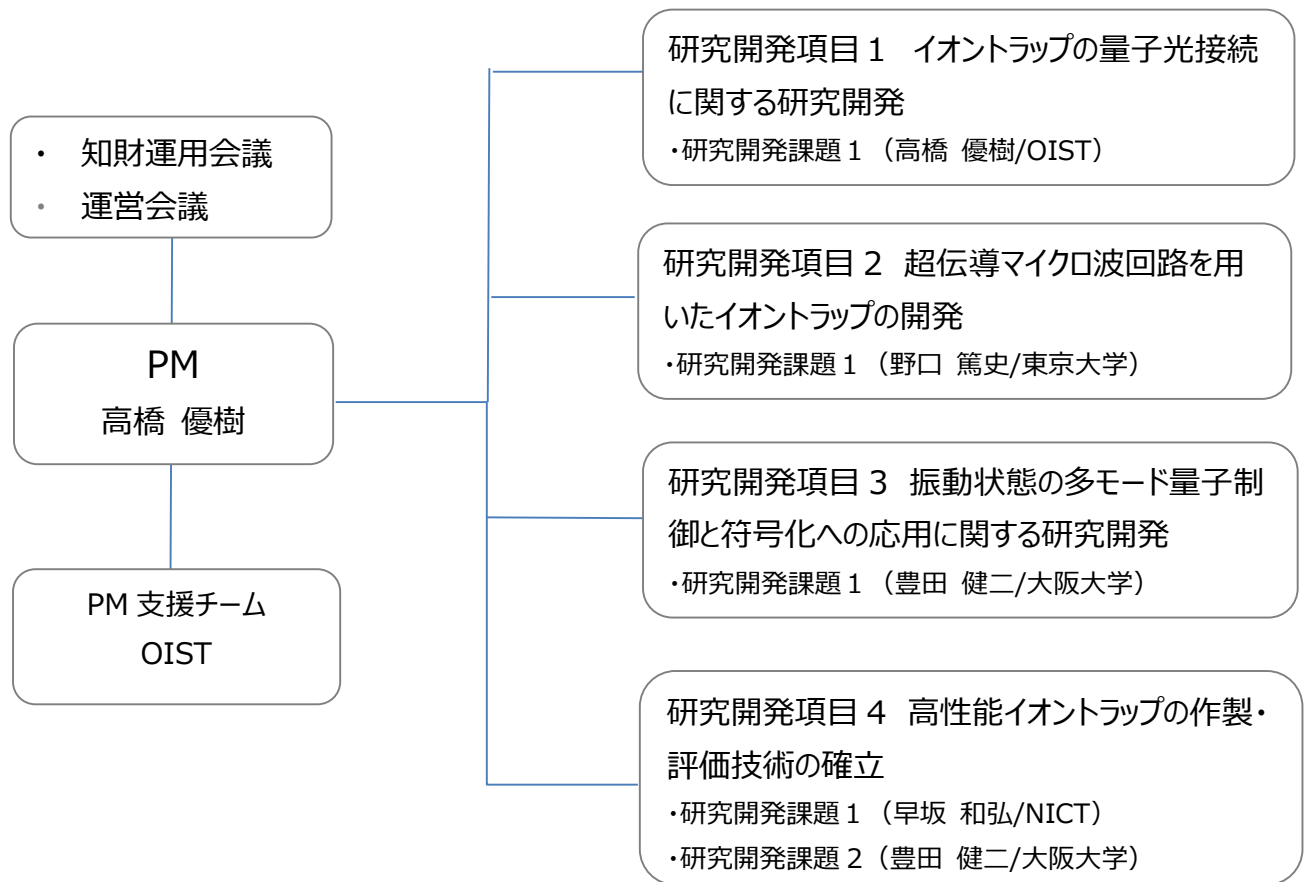 ・ 知財運用会議
・ 運営会議
PM
高橋 優樹
PM 支援チーム
OIST
研究開発項目1 イオントラップの量子光接続
に関する研究開発
・研究開発課題1（高橋 優樹/OIST）
研究開発項目2 超伝導マイクロ波回路を用
いたイオントラップの開発
・研究開発課題1（野口 篤史/東京大学）
研究開発項目3 振動状態の多モード量子制
御と符号化への応用に関する研究開発
・研究開発課題1（豊田 健二/大阪大学）
研究開発項目4 高性能イオントラップの作製・
評価技術の確立
・研究開発課題1（早坂 和弘/NICT）
・研究開発課題2（豊田 健二/大阪大学）